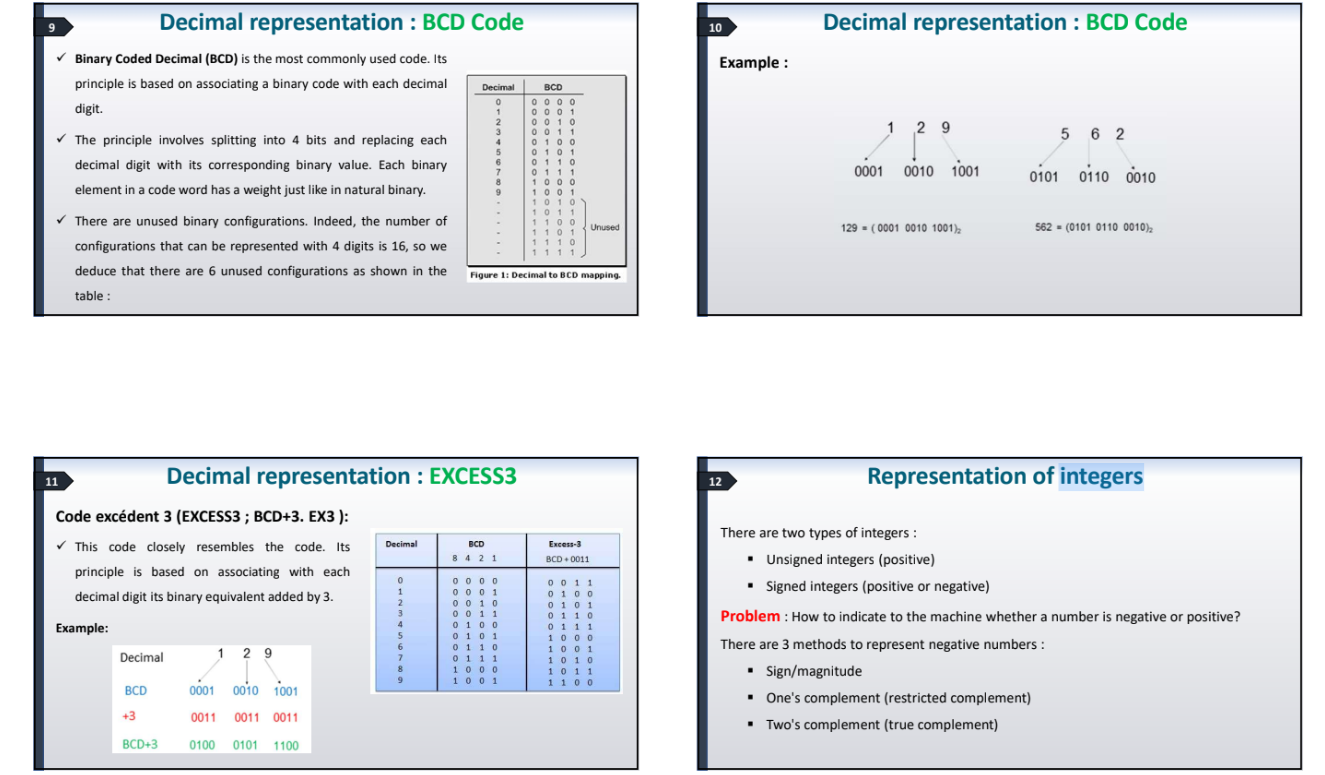 9
Decimal representation : BCD Code
✓ Binary Coded Decimal (BCD) is the most commonly used code. Its
principle is based on associating a binary code with each decimal
digit.
✓ The principle involves splitting into 4 bits and replacing each
decimal digit with its corresponding binary value. Each binary
element in a code word has a weight just like in natural binary.
✓ There are unused binary configurations. Indeed, the number of
configurations that can be represented with 4 digits is 16, so we
deduce that there are 6 unused configurations as shown in the
table :
Decimal BCD
0 0 0 0 0
1 0 0 0 1
2 0 0 1 0
3 0 0 1 1
4 0 1 0 0
5 0 1 0 1
6 0 1 1 0
7 0 1 1 1
8 1 0 0 0
9 1 0 0 1
- 1 0 1 0
- 1 0 1 1
- 1 1 0 0
- 1 1 0 1
- 1 1 1 0
- 1 1 1 1
Unused
Figure 1: Decimal to BCD mapping.
10
Decimal representation : BCD Code
Example :
1 2 9
0001 0010 1001
129 = ( 0001 0010 1001)₂
5 6 2
0101 0110 0010
562 = (0101 0110 0010)₂
11
Decimal representation : EXCESS3
Code excédent 3 (EXCESS3 ; BCD+3. EX3 ):
✓ This code closely resembles the code. Its
principle is based on associating with each
decimal digit its binary equivalent added by 3.
Example:
Decimal 1 2 9
BCD 0001 0010 1001
+3 0011 0011 0011
BCD+3 0100 0101 1100
Decimal BCD Excess-3
8 4 2 1 BCD + 0011
0 0 0 0 0 0 0 1 1
1 0 0 0 1 0 1 0 0
2 0 0 1 0 0 1 0 1
3 0 0 1 1 0 1 1 0
4 0 1 0 0 0 1 1 1
5 0 1 0 1 1 0 0 0
6 0 1 1 0 1 0 0 1
7 0 1 1 1 1 0 1 0
8 1 0 0 0 1 0 1 1
9 1 0 0 1 1 1 0 0
12
Representation of integers
There are two types of integers :
▪ Unsigned integers (positive)
▪ Signed integers (positive or negative)
Problem : How to indicate to the machine whether a number is negative or positive?
There are 3 methods to represent negative numbers :
▪ Sign/magnitude
▪ One's complement (restricted complement)
▪ Two's complement (true complement)